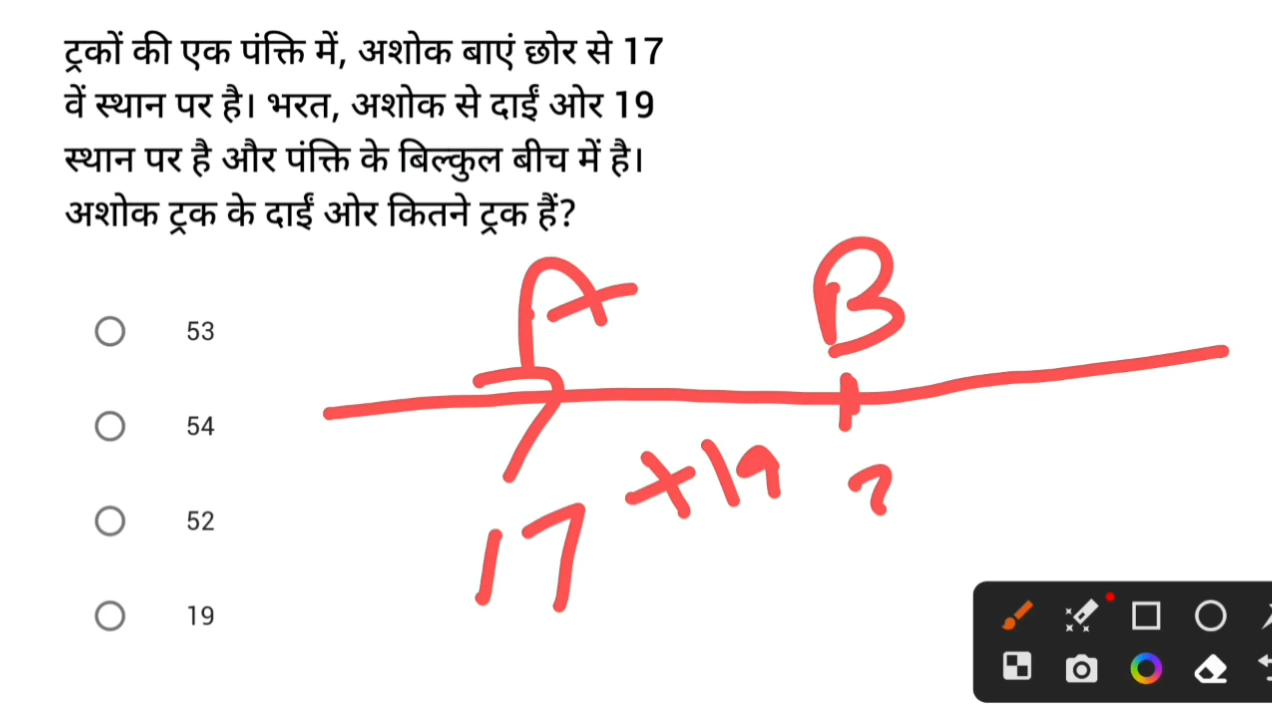 ट्रकों की एक पंक्ति में, अशोक बाएं छोर से 17
वें स्थान पर है। भरत, अशोक से दाईं ओर 19
स्थान पर है और पंक्ति के बिल्कुल बीच में है।
अशोक ट्रक के दाईं ओर कितने ट्रक हैं?
A B
53
54
+19 ?
17
52
19